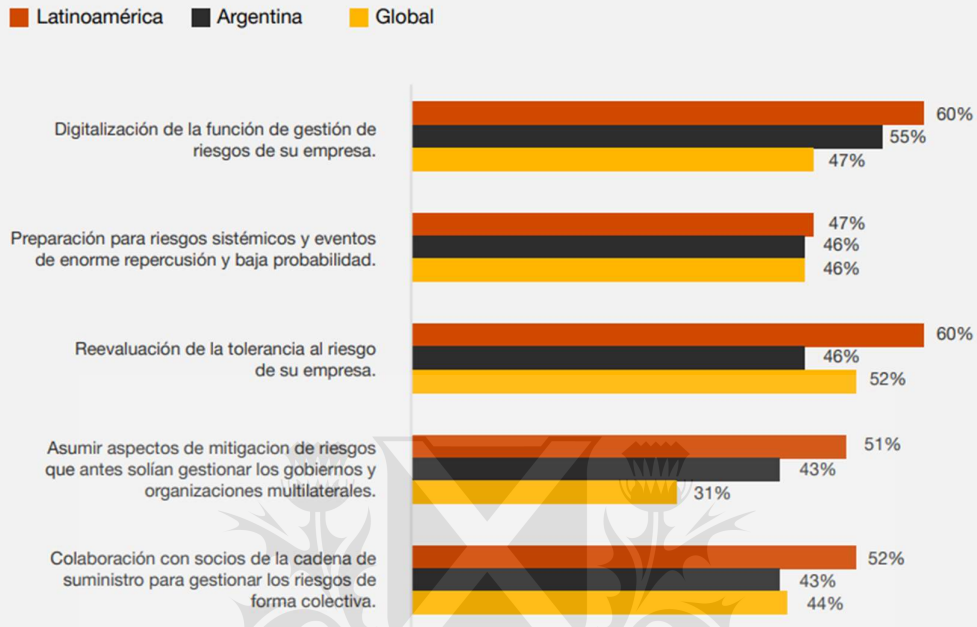 Latinoamérica Argentina Global
Digitalización de la función de gestión de
riesgos de su empresa.
60%
55%
47%
Preparación para riesgos sistémicos y eventos
de enorme repercusión y baja probabilidad.
47%
46%
46%
Reevaluación de la tolerancia al riesgo
de su empresa.
60%
46%
52%
Asumir aspectos de mitigacion de riesgos
que antes solían gestionar los gobiernos y
organizaciones multilaterales.
51%
43%
31%
Colaboración con socios de la cadena de
suministro para gestionar los riesgos de
forma colectiva.
52%
43%
44%